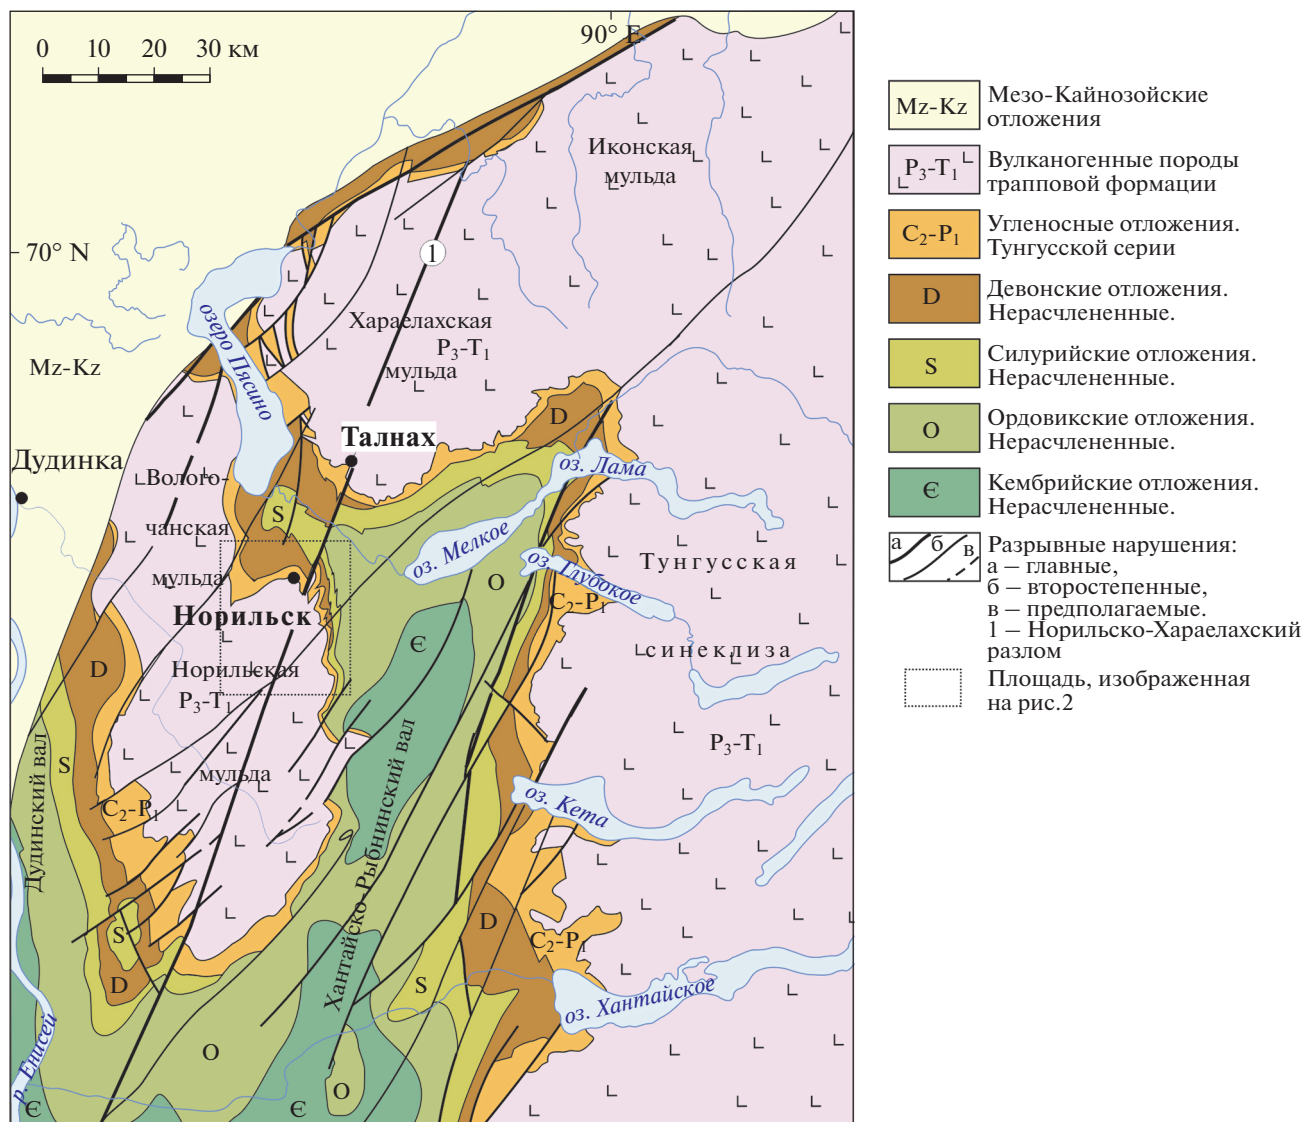 90° E
0 10 20 30 км
Иконская
мульда
70° N
1
Хараелахская
P₃-T₁
мульда
Mz-Kz
озеро Пясино
Талнах
D
Дудинка
Волого-
чанская
мульда
S
оз. Лама
оз. Мелкое
оз. Глубокое
O
Тунгусская
синеклиза
C₂-P₁
Норильск
Є
Норильская
P₃-T₁
мульда
D
S
P₃-T₁
Дудинский вал
C₂-P₁
оз. Кета
Хантайско-Рыбнинский вал
S
D
D
C₂-P₁
S
оз. Хантайское
р. Енисей
O
O
Є
Є
Mz-Kz
Мезо-Кайнозойские
отложения
P₃-T₁
Вулканогенные породы
трапповой формации
C₂-P₁
Угленосные отложения.
Тунгусской серии
D
Девонские отложения.
Нерасчлененные.
S
Силурийские отложения.
Нерасчлененные.
O
Ордовикские отложения.
Нерасчлененные.
Є
Кембрийские отложения.
Нерасчлененные.
а б в
Разрывные нарушения:
а – главные,
б – второстепенные,
в – предполагаемые.
1 – Норильско-Хараелахский
разлом
Площадь, изображенная
на рис.2